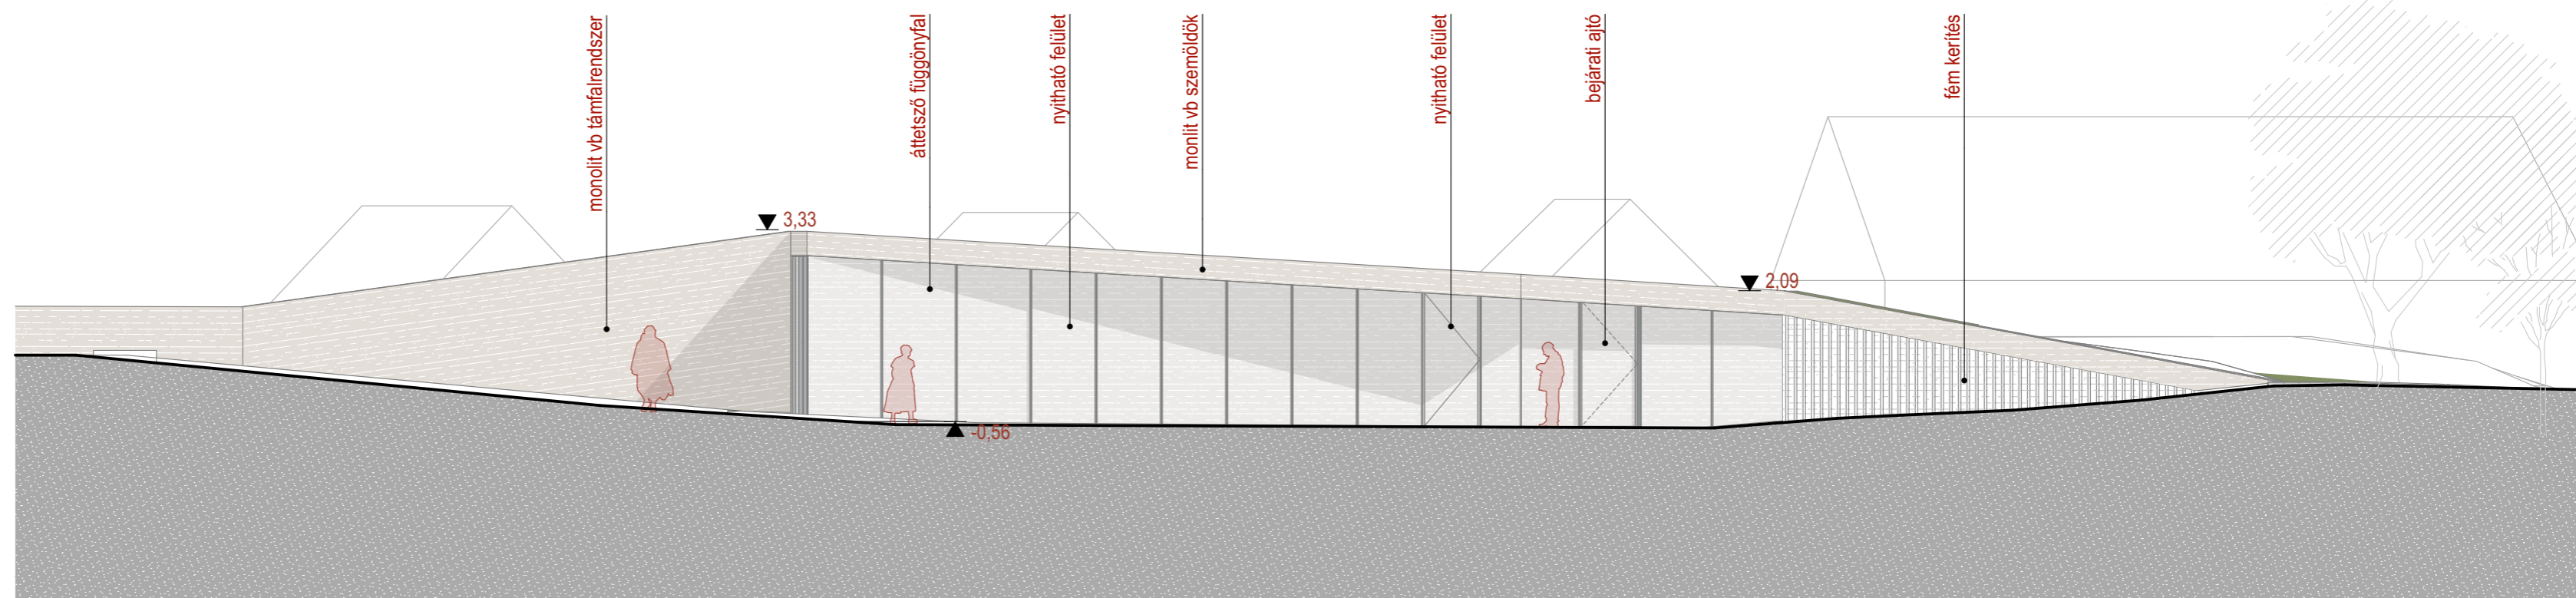 monolit vb támfalrendszer
áttetsző függönyfal
nyitható felület
monlit vb szemöldök
nyitható felület
bejárati ajtó
fém kerítés
3,33
2,09
-0,56